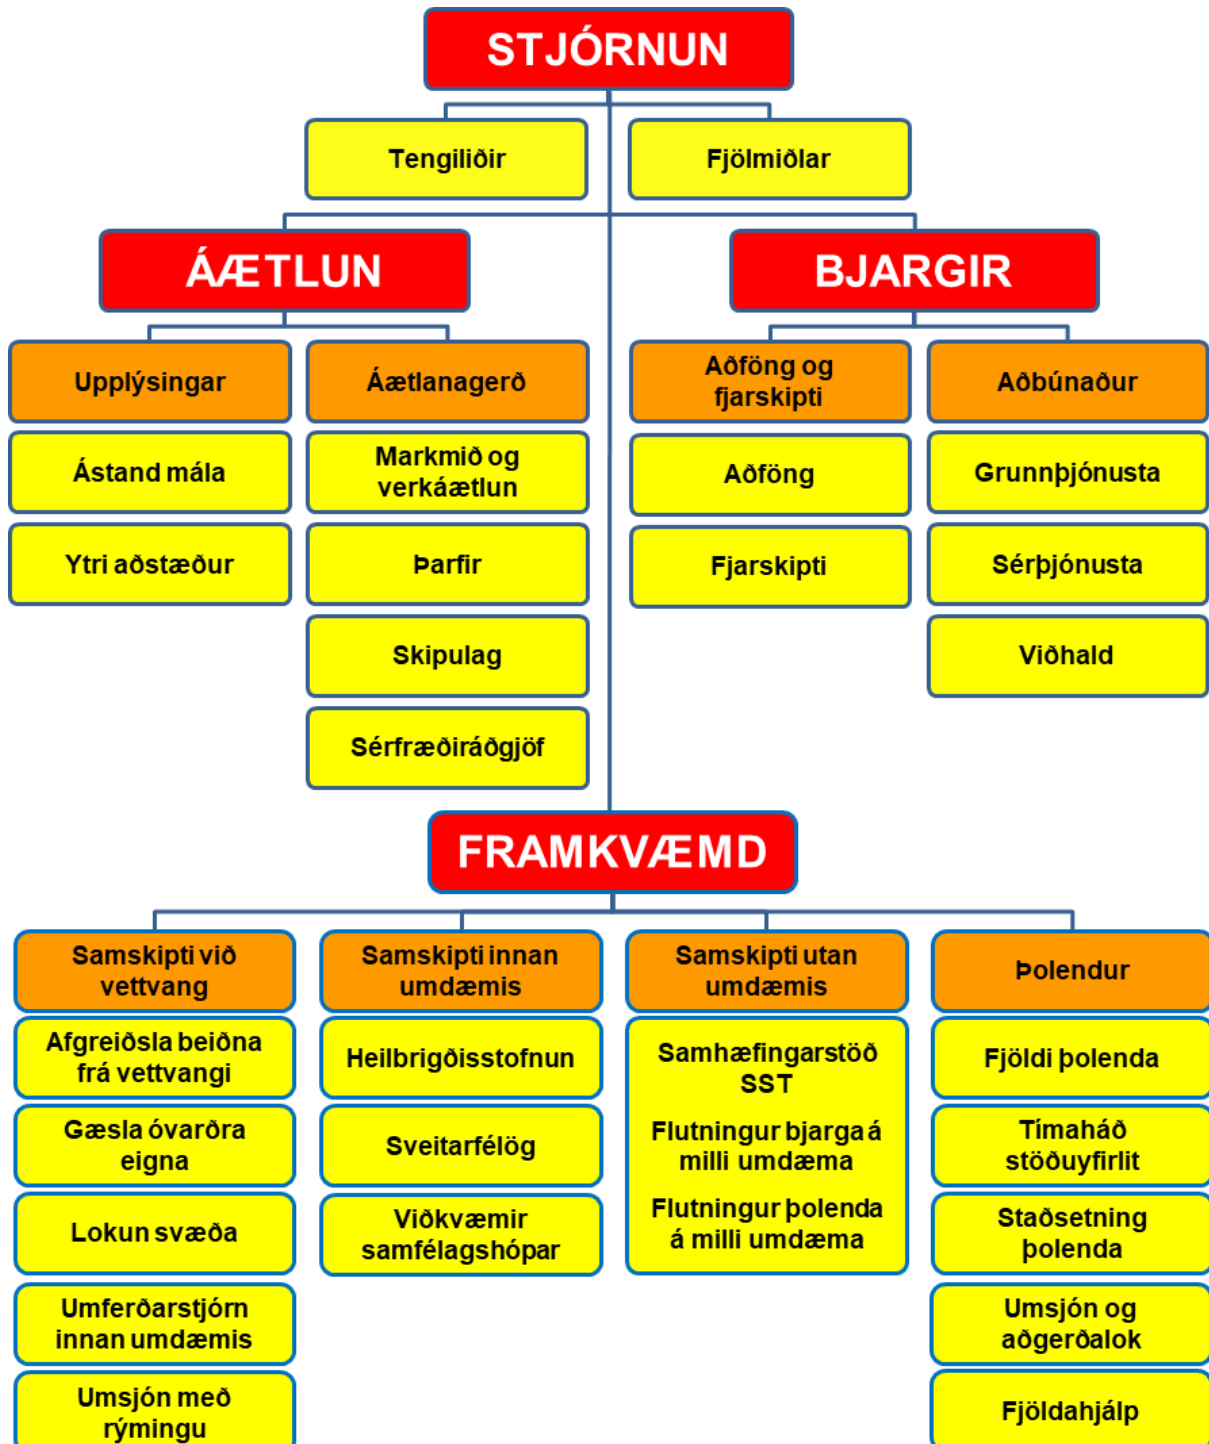 STJÓRNUN
Tengiliðir
Fjölmiðlar
ÁÆTLUN
BJARGIR
Upplýsingar
Ástand mála
Ytri aðstæður
Áætlanagerð
Markmið og
verkáætlun
Þarfir
Skipulag
Sérfræðiráðgjöf
Aðföng og
fjarskipti
Aðföng
Fjarskipti
Aðbúnaður
Grunnþjónusta
Sérþjónusta
Viðhald
FRAMKVÆMD
Samskipti við
vettvang
Afgreiðsla beiðna
frá vettvangi
Gæsla óvarðra
eigna
Lokun svæða
Umferðarstjórn
innan umdæmis
Umsjón með
rýmingu
Samskipti innan
umdæmis
Heilbrigðisstofnun
Sveitarfélög
Viðkvæmir
samfélagshópar
Samskipti utan
umdæmis
Samhæfingarstöð
SST
Flutningur bjarga á
milli umdæma
Flutningur þolenda
á milli umdæma
Þolendur
Fjöldi þolenda
Tímaháð
stöðuyfirlit
Staðsetning
þolenda
Umsjón og
aðgerðalok
Fjöldahjálp